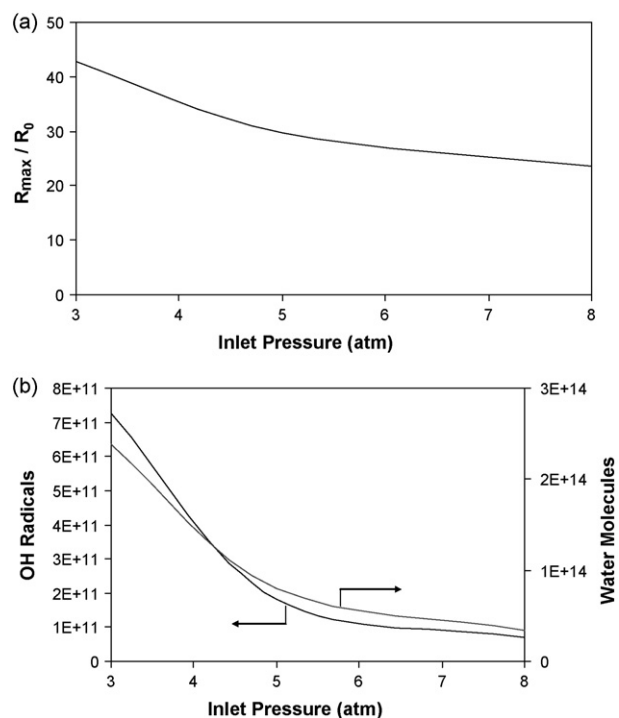 (a)
50
40
30
20
10
0
R_max / R_0
3 4 5 6 7 8
Inlet Pressure (atm)
(b)
8E+11
7E+11
6E+11
5E+11
4E+11
3E+11
2E+11
1E+11
0
OH Radicals
3E+14
2E+14
1E+14
0
Water Molecules
3 4 5 6 7 8
Inlet Pressure (atm)